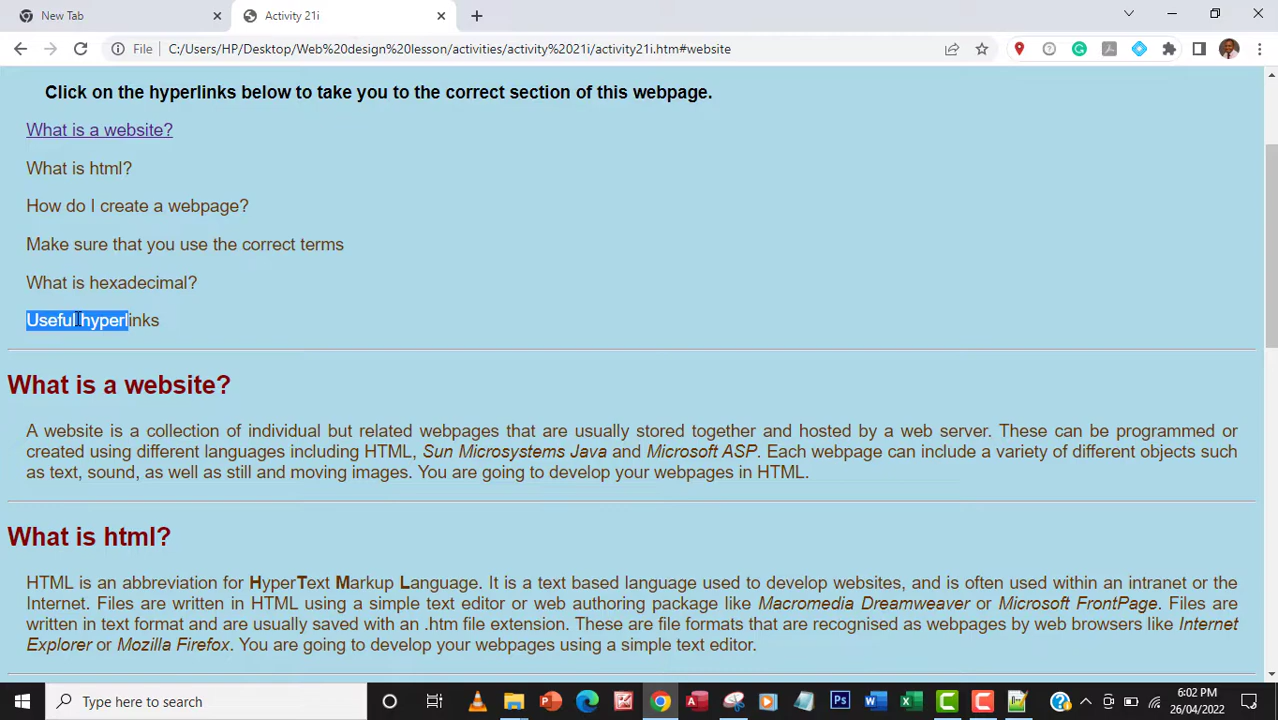 New Tab
Activity 21i
File
C:/Users/HP/Desktop/Web%20design%20lesson/activities/activity%2021i/activity21i.htm#website
Click on the hyperlinks below to take you to the correct section of this webpage.
What is a website?
What is html?
How do I create a webpage?
Make sure that you use the correct terms
What is hexadecimal?
Useful hyperlinks
What is a website?
A website is a collection of individual but related webpages that are usually stored together and hosted by a web server. These can be programmed or
created using different languages including HTML, Sun Microsystems Java and Microsoft ASP. Each webpage can include a variety of different objects such
as text, sound, as well as still and moving images. You are going to develop your webpages in HTML.
What is html?
HTML is an abbreviation for HyperText Markup Language. It is a text based language used to develop websites, and is often used within an intranet or the
Internet. Files are written in HTML using a simple text editor or web authoring package like Macromedia Dreamweaver or Microsoft FrontPage. Files are
written in text format and are usually saved with an .htm file extension. These are file formats that are recognised as webpages by web browsers like Internet
Explorer or Mozilla Firefox. You are going to develop your webpages using a simple text editor.
Type here to search
6:02 PM
26/04/2022